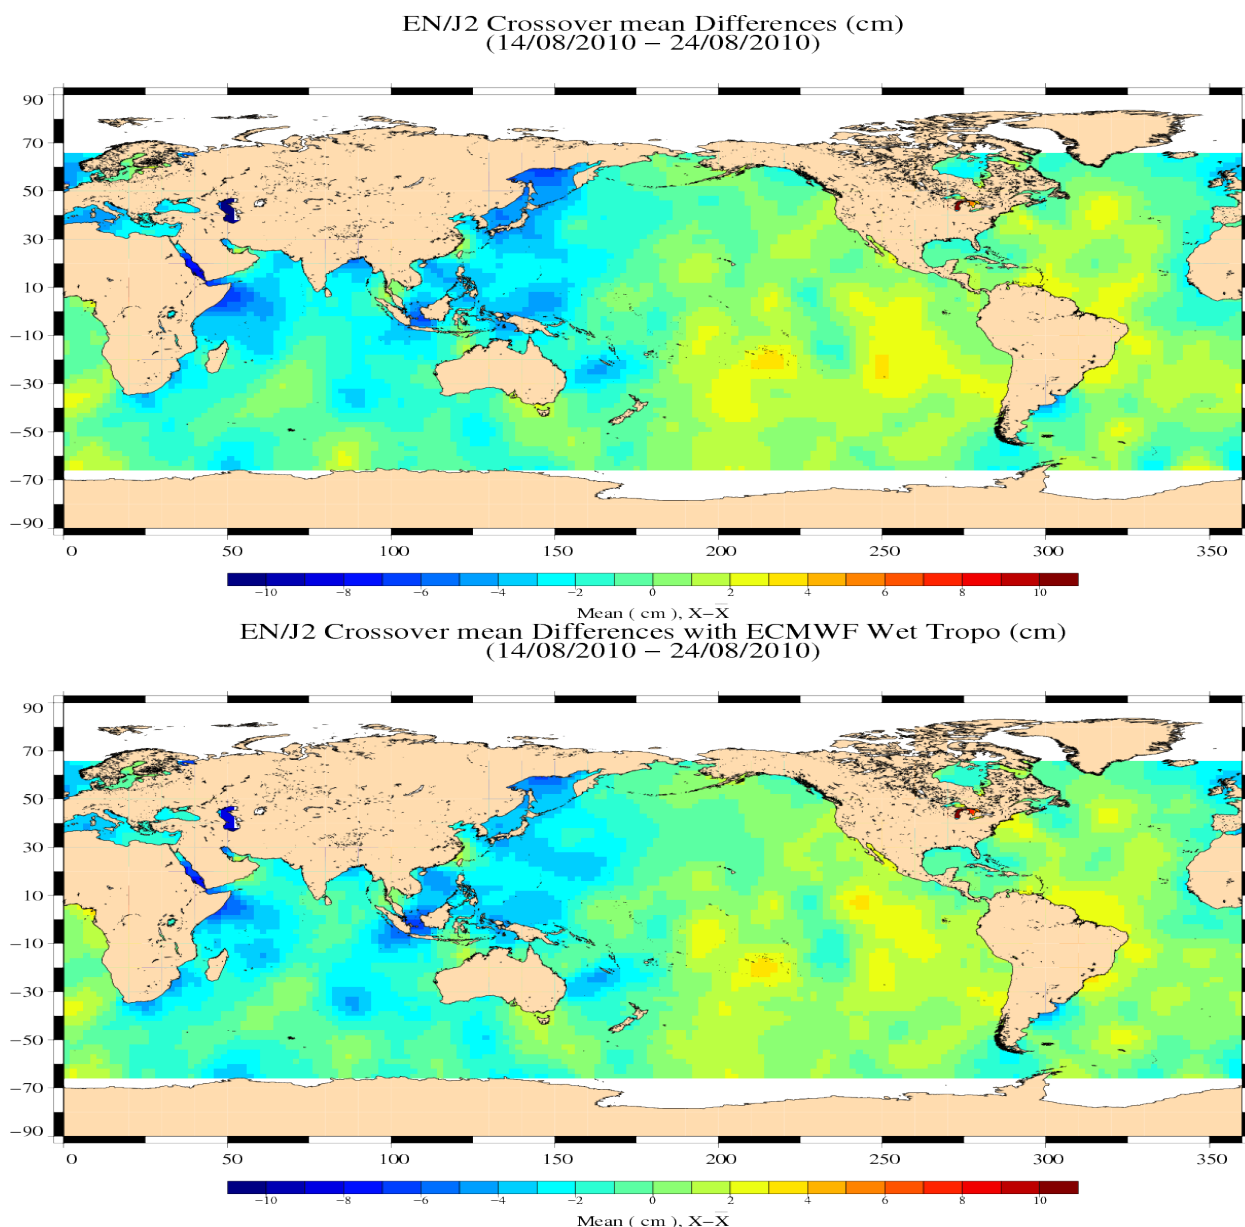 EN/J2 Crossover mean Differences (cm)
(14/08/2010 − 24/08/2010)
90
70
50
30
10
−10
−30
−50
−70
−90
0 50 100 150 200 250 300 350
−10 −8 −6 −4 −2 0 2 4 6 8 10
Mean ( cm ), X−X̅
EN/J2 Crossover mean Differences with ECMWF Wet Tropo (cm)
(14/08/2010 − 24/08/2010)
90
70
50
30
10
−10
−30
−50
−70
−90
0 50 100 150 200 250 300 350
−10 −8 −6 −4 −2 0 2 4 6 8 10
Mean ( cm ), X−X̅